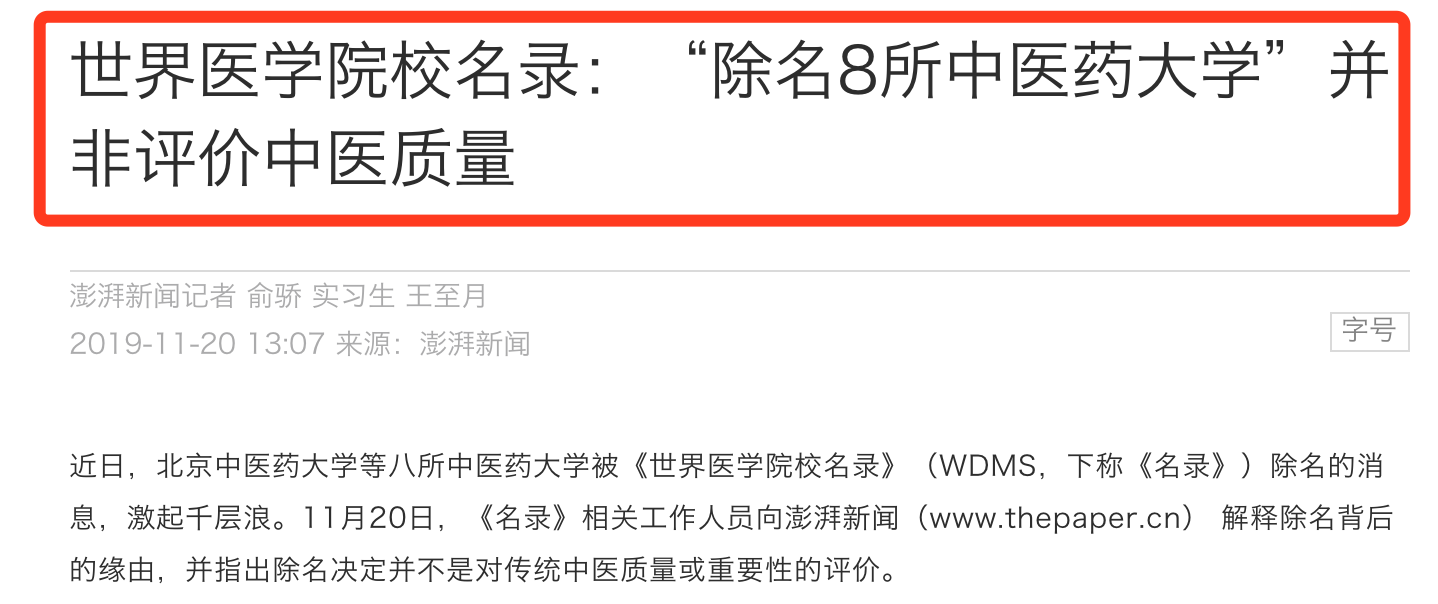 世界医学院校名录：“除名8所中医药大学”并
非评价中医质量
澎湃新闻记者 俞骄 实习生 王至月
2019-11-20 13:07 来源：澎湃新闻
字号
近日，北京中医药大学等八所中医药大学被《世界医学院校名录》（WDMS，下称《名录》）除名的消
息，激起千层浪。11月20日，《名录》相关工作人员向澎湃新闻（www.thepaper.cn） 解释除名背后
的缘由，并指出除名决定并不是对传统中医质量或重要性的评价。